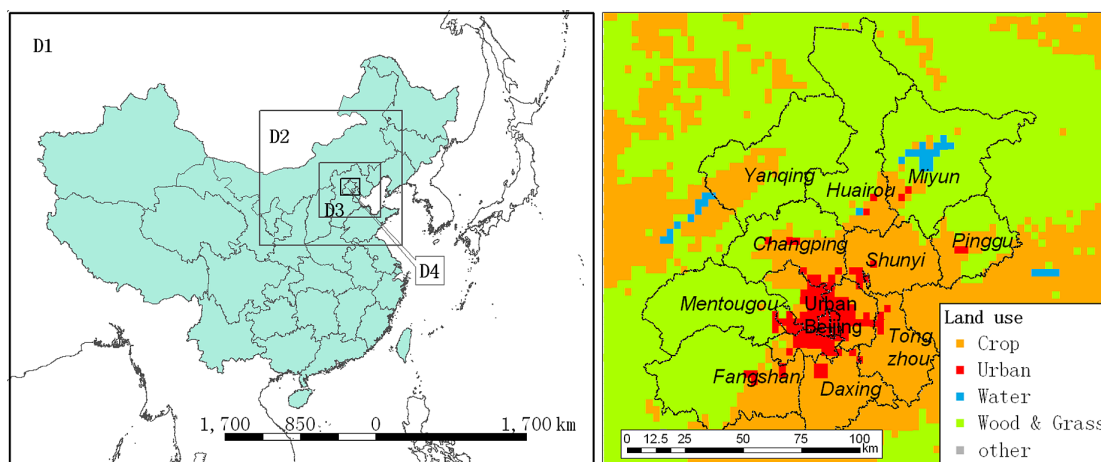 D1
D2
D3
D4
1,700 850 0 1,700 km
Yanqing
Huairou
Miyun
Changping
Shunyi
Pinggu
Mentougou
Urban
Beijing
Tong
zhou
Fangshan
Daxing
Land use
Crop
Urban
Water
Wood & Grass
other
0 12.5 25 50 75 100
km